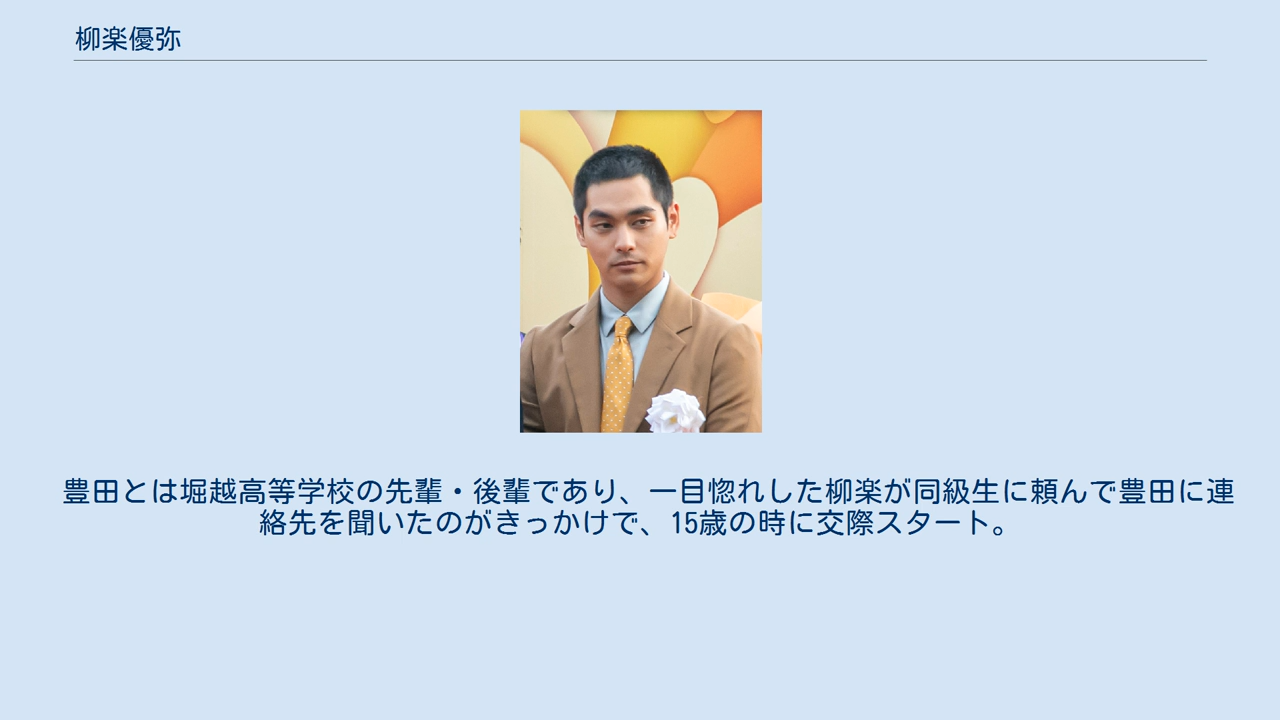 柳楽優弥
豊田とは堀越高等学校の先輩・後輩であり、一目惚れした柳楽が同級生に頼んで豊田に連
絡先を聞いたのがきっかけで、15歳の時に交際スタート。